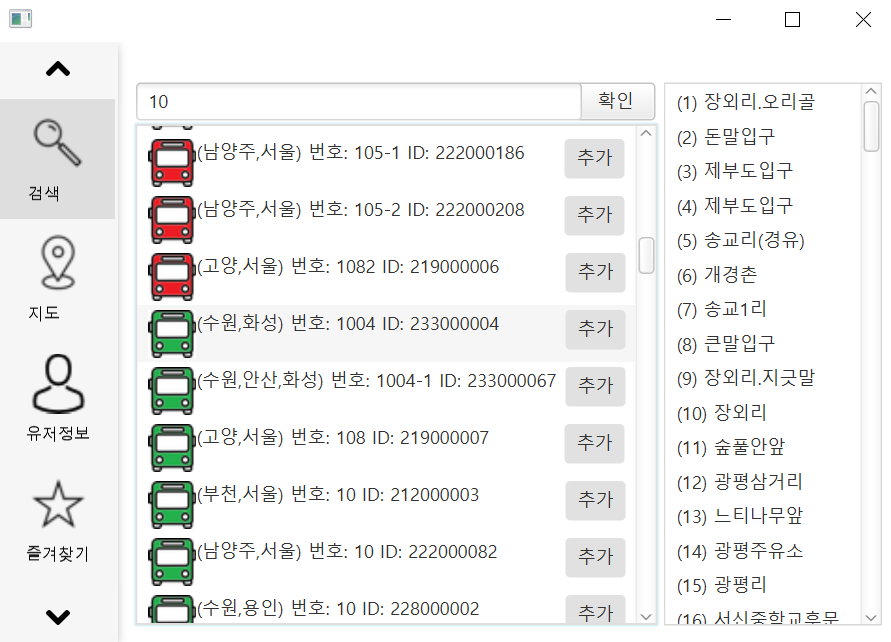 검색
지도
유저정보
즐겨찾기
10
확인
(남양주,서울) 번호: 105-1 ID: 222000186
추가
(남양주,서울) 번호: 105-2 ID: 222000208
추가
(고양,서울) 번호: 1082 ID: 219000006
추가
(수원,화성) 번호: 1004 ID: 233000004
추가
(수원,안산,화성) 번호: 1004-1 ID: 233000067
추가
(고양,서울) 번호: 108 ID: 219000007
추가
(부천,서울) 번호: 10 ID: 212000003
추가
(남양주,서울) 번호: 10 ID: 222000082
추가
(수원,용인) 번호: 10 ID: 228000002
추가
(1) 장외리.오리골
(2) 돈말입구
(3) 제부도입구
(4) 제부도입구
(5) 송교리(경유)
(6) 개경촌
(7) 송교1리
(8) 큰말입구
(9) 장외리.지긋말
(10) 장외리
(11) 숲풀안앞
(12) 광평삼거리
(13) 느티나무앞
(14) 광평주유소
(15) 광평리
(16) 서신중학교후문